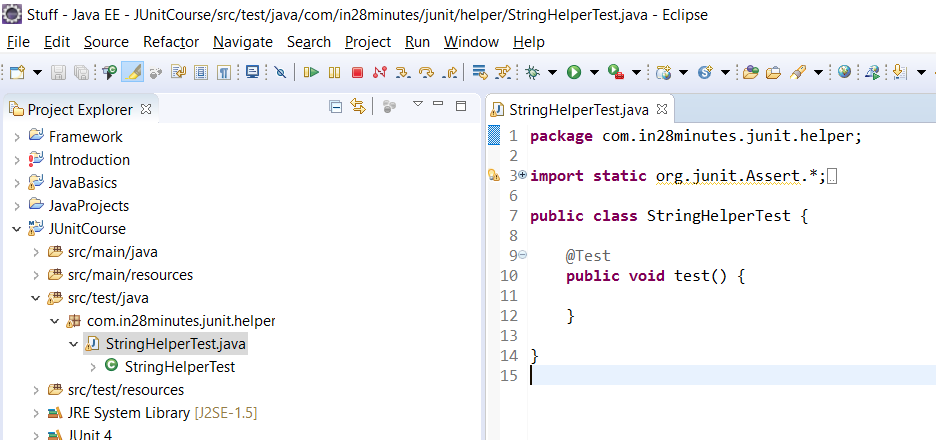 Stuff - Java EE - JUnitCourse/src/test/java/com/in28minutes/junit/helper/StringHelperTest.java - Eclipse
File Edit Source Refactor Navigate Search Project Run Window Help
Project Explorer
Framework
Introduction
JavaBasics
JavaProjects
JUnitCourse
src/main/java
src/main/resources
src/test/java
com.in28minutes.junit.helper
StringHelperTest.java
StringHelperTest
src/test/resources
JRE System Library [J2SE-1.5]
JUnit 4
StringHelperTest.java
1 package com.in28minutes.junit.helper;
2
3 import static org.junit.Assert.*;
6
7 public class StringHelperTest {
8
9 @Test
10 public void test() {
11
12 }
13
14 }
15